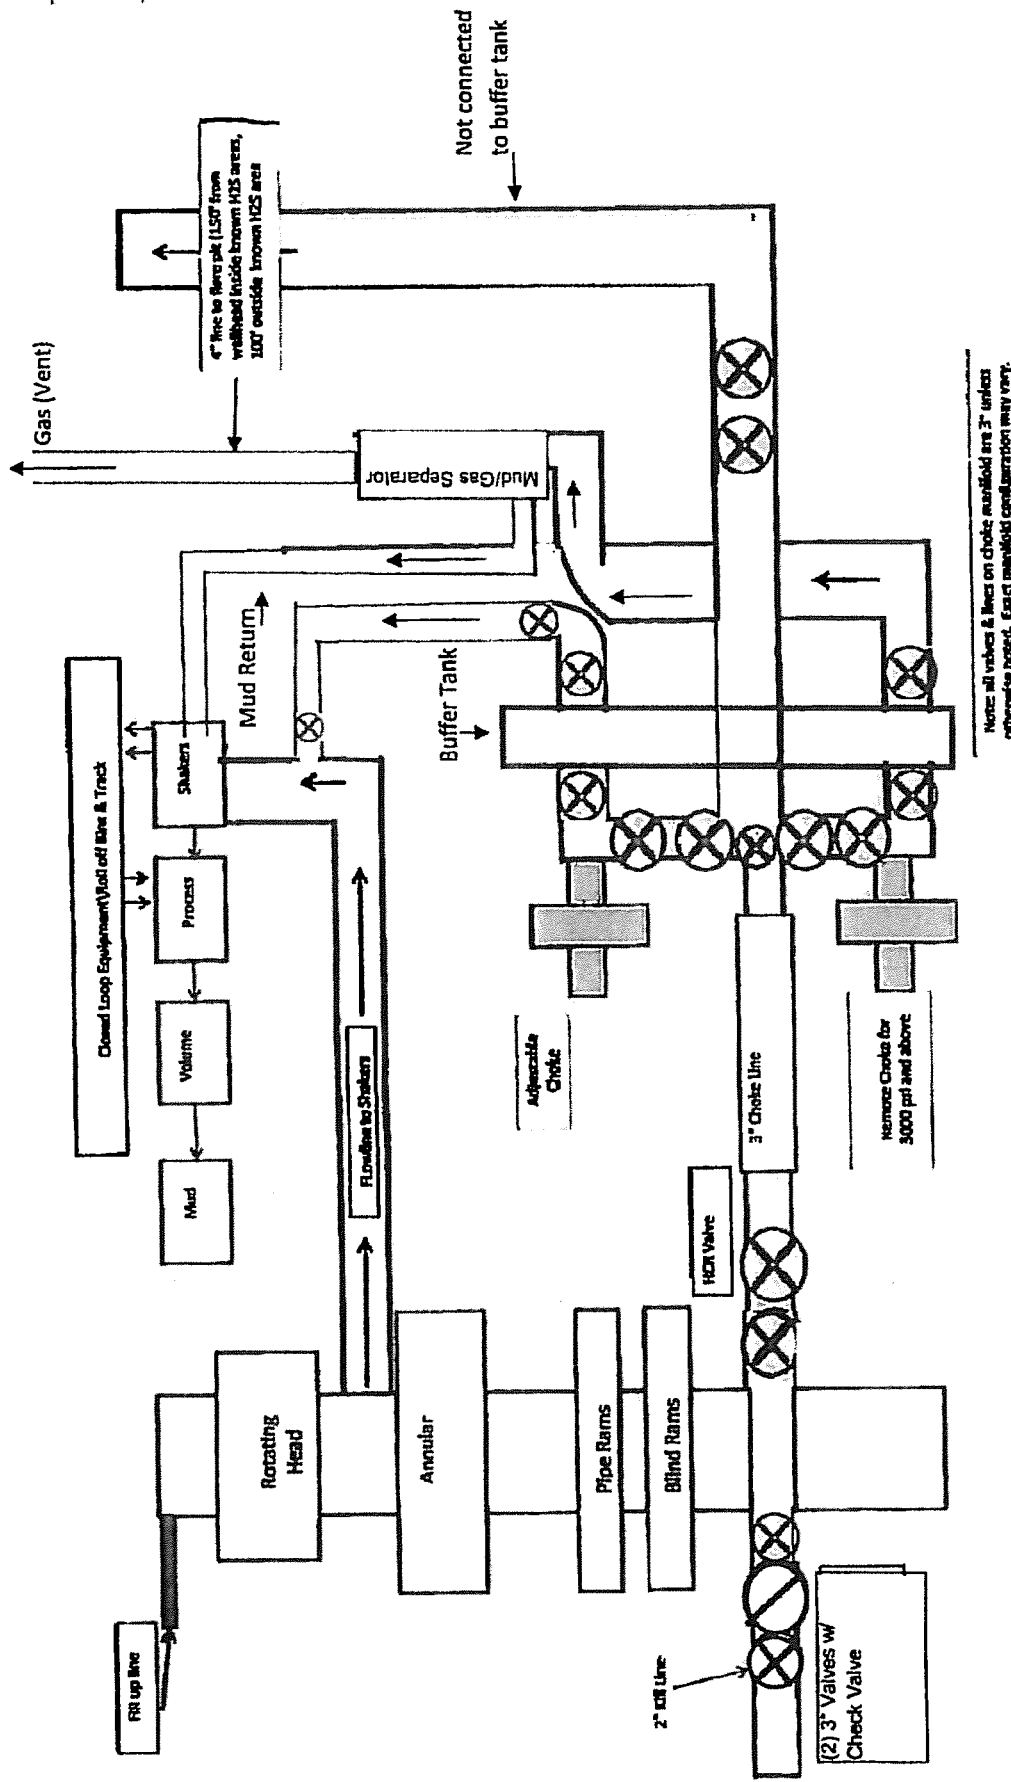 Fill up line
Rotating
Head
Annular
Pipe Rams
Blind Rams
2" Kill Line
(2) 3" Valves w/
Check Valve
HCR Valve
3" Choke Line
Flowline to Shakers
Mud
Volume
Process
Shakers
Closed Loop Equipment\Roll off Bins & Track
Adjustable
Choke
Remote Choke for
3000 psi and above
Buffer Tank
Mud Return
Mud/Gas Separator
Gas (Vent)
4" line to flare pit (150' from
wellhead inside known H2S areas,
100' outside known H2S area
Not connected
to buffer tank
Note: all valves & lines on choke manifold are 3" unless
otherwise noted. Exact manifold configuration may vary.